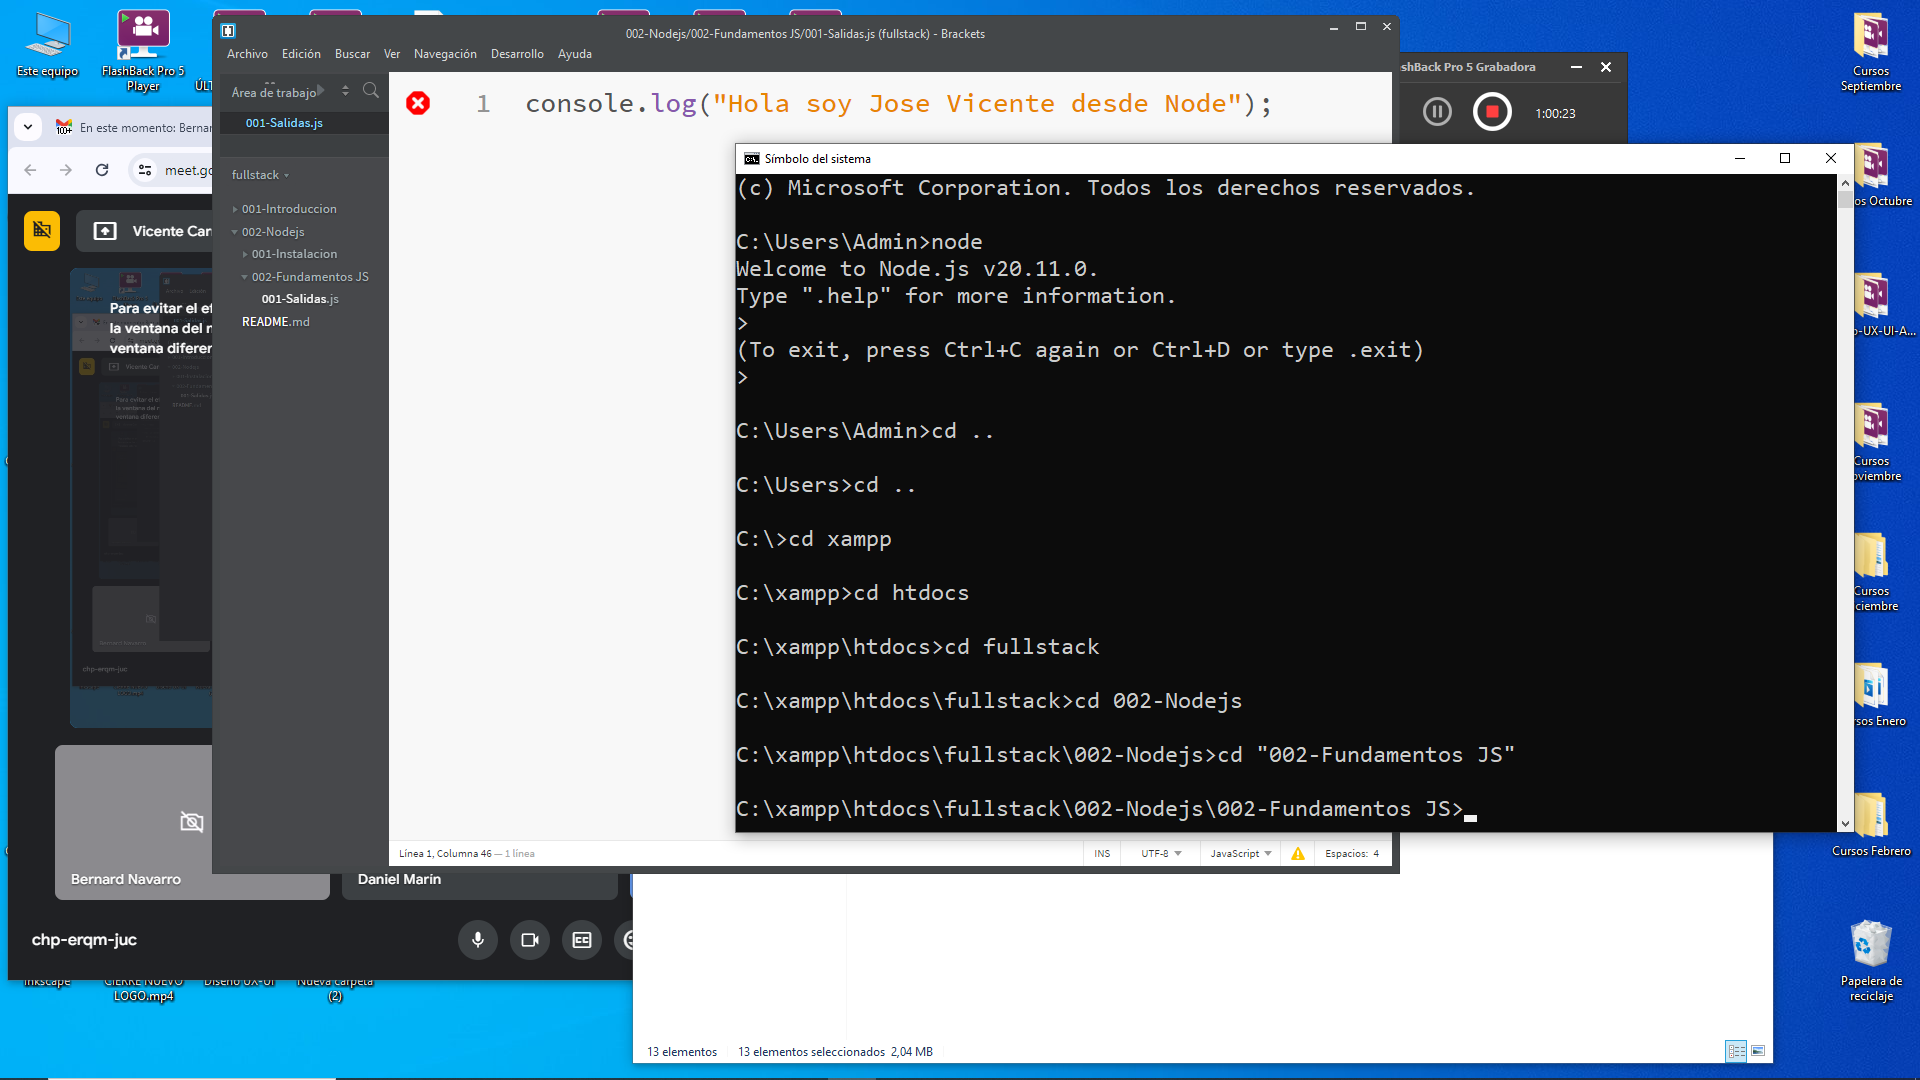 Este equipo
FlashBack Pro 5
Player
002-Nodejs/002-Fundamentos JS/001-Salidas.js (fullstack) - Brackets
Archivo Edición Buscar Ver Navegación Desarrollo Ayuda
Área de trabajo
001-Salidas.js
fullstack
001-Introduccion
002-Nodejs
001-Instalacion
002-Fundamentos JS
001-Salidas.js
README.md
1 console.log("Hola soy Jose Vicente desde Node");
Línea 1, Columna 46 — 1 línea
INS UTF-8 JavaScript Espacios: 4
shBack Pro 5 Grabadora
1:00:23
Símbolo del sistema
(c) Microsoft Corporation. Todos los derechos reservados.
C:\Users\Admin>node
Welcome to Node.js v20.11.0.
Type ".help" for more information.
>
(To exit, press Ctrl+C again or Ctrl+D or type .exit)
>
C:\Users\Admin>cd ..
C:\Users>cd ..
C:\>cd xampp
C:\xampp>cd htdocs
C:\xampp\htdocs>cd fullstack
C:\xampp\htdocs\fullstack>cd 002-Nodejs
C:\xampp\htdocs\fullstack\002-Nodejs>cd "002-Fundamentos JS"
C:\xampp\htdocs\fullstack\002-Nodejs\002-Fundamentos JS>
100+ En este momento: Bernar
meet.go
Vicente Car
Para evitar el ef
la ventana del n
ventana diferen
Bernard Navarro
Daniel Marín
chp-erqm-juc
Inkscape
CIERRE NUEVO
LOGO.mp4
Diseño UX-UI
Nueva carpeta
(2)
13 elementos 13 elementos seleccionados 2,04 MB
Cursos
Septiembre
os Octubre
o-UX-UI-A...
Cursos
oviembre
Cursos
ciembre
rsos Enero
Cursos Febrero
Papelera de
reciclaje